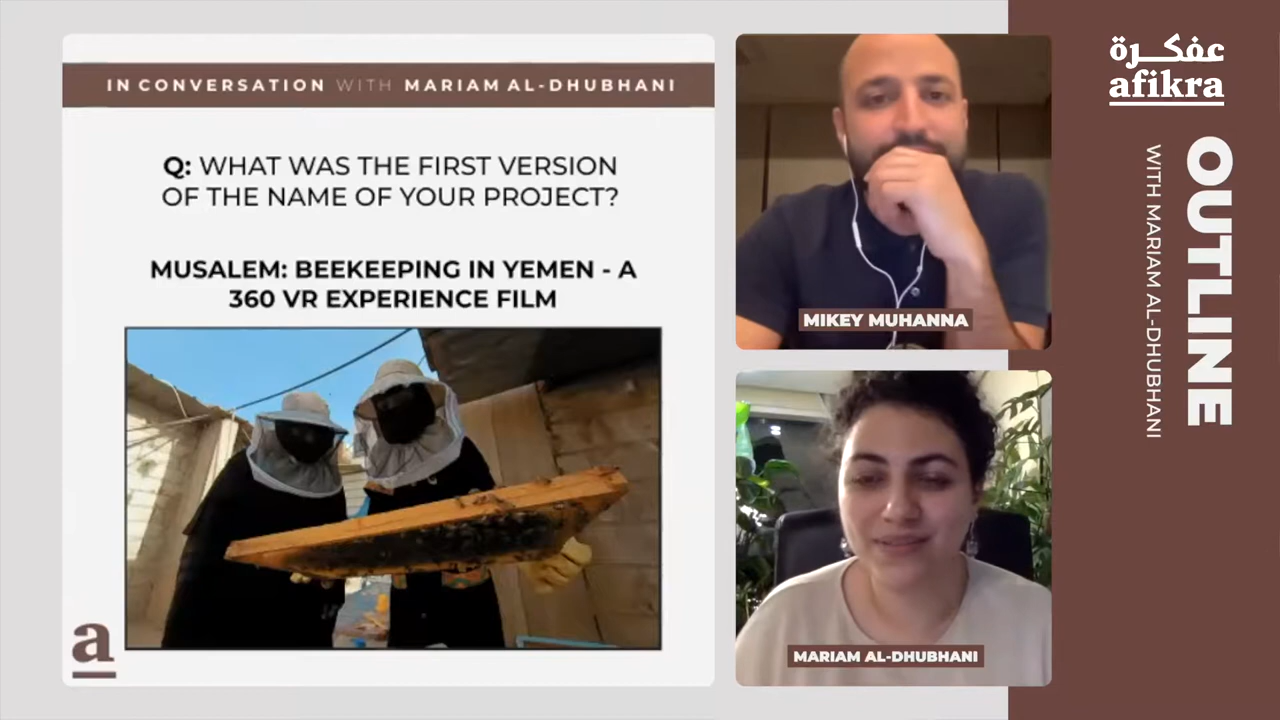 IN CONVERSATION WITH MARIAM AL-DHUBHANI
Q: WHAT WAS THE FIRST VERSION
OF THE NAME OF YOUR PROJECT?
MUSALEM: BEEKEEPING IN YEMEN - A
360 VR EXPERIENCE FILM
a
MIKEY MUHANNA
MARIAM AL-DHUBHANI
عفكرة
afikra
OUTLINE
WITH MARIAM AL-DHUBHANI